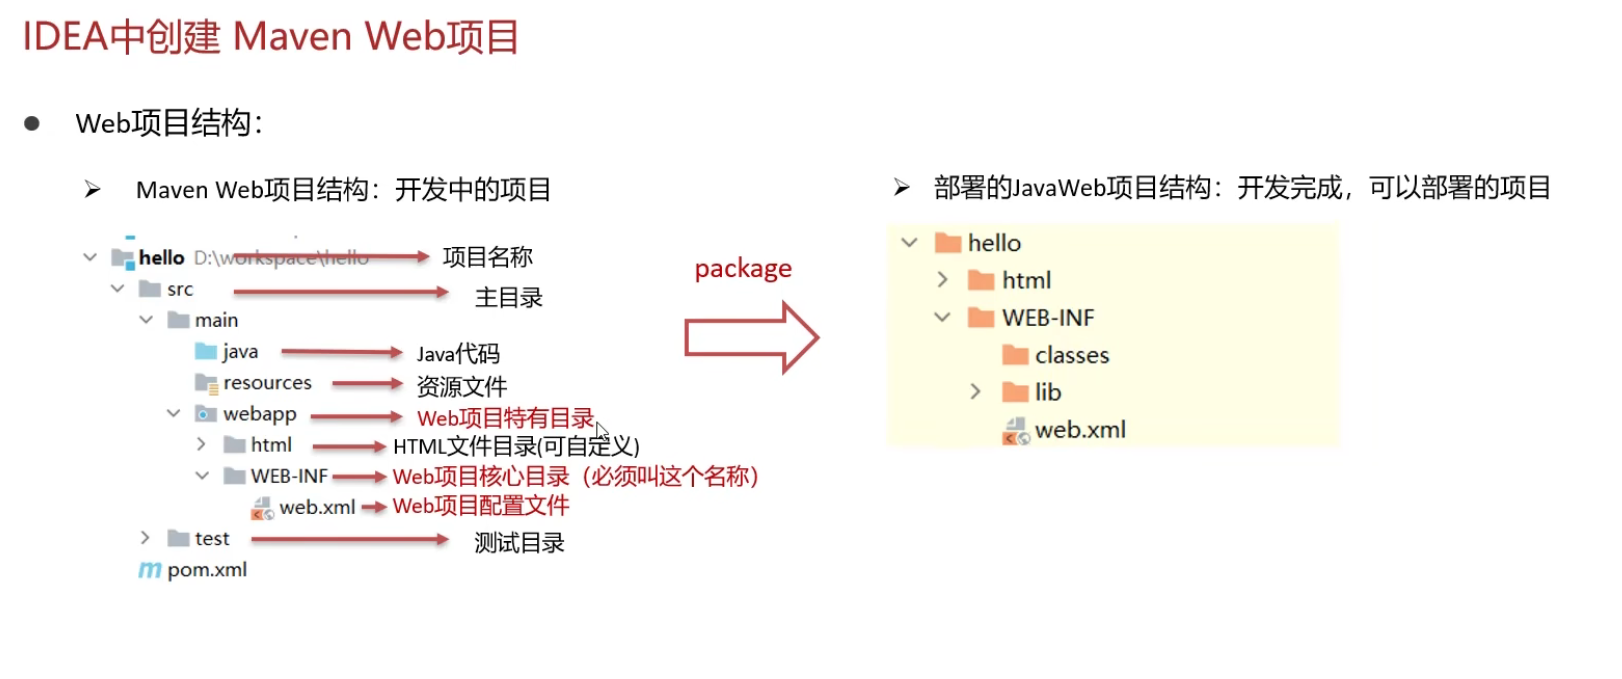 IDEA中创建 Maven Web项目
Web项目结构：
Maven Web项目结构：开发中的项目
hello D:\workspace\hello 项目名称
src 主目录
main
java Java代码
resources 资源文件
webapp Web项目特有目录
html HTML文件目录(可自定义)
WEB-INF Web项目核心目录（必须叫这个名称）
web.xml Web项目配置文件
test 测试目录
pom.xml
package
部署的JavaWeb项目结构：开发完成，可以部署的项目
hello
html
WEB-INF
classes
lib
web.xml